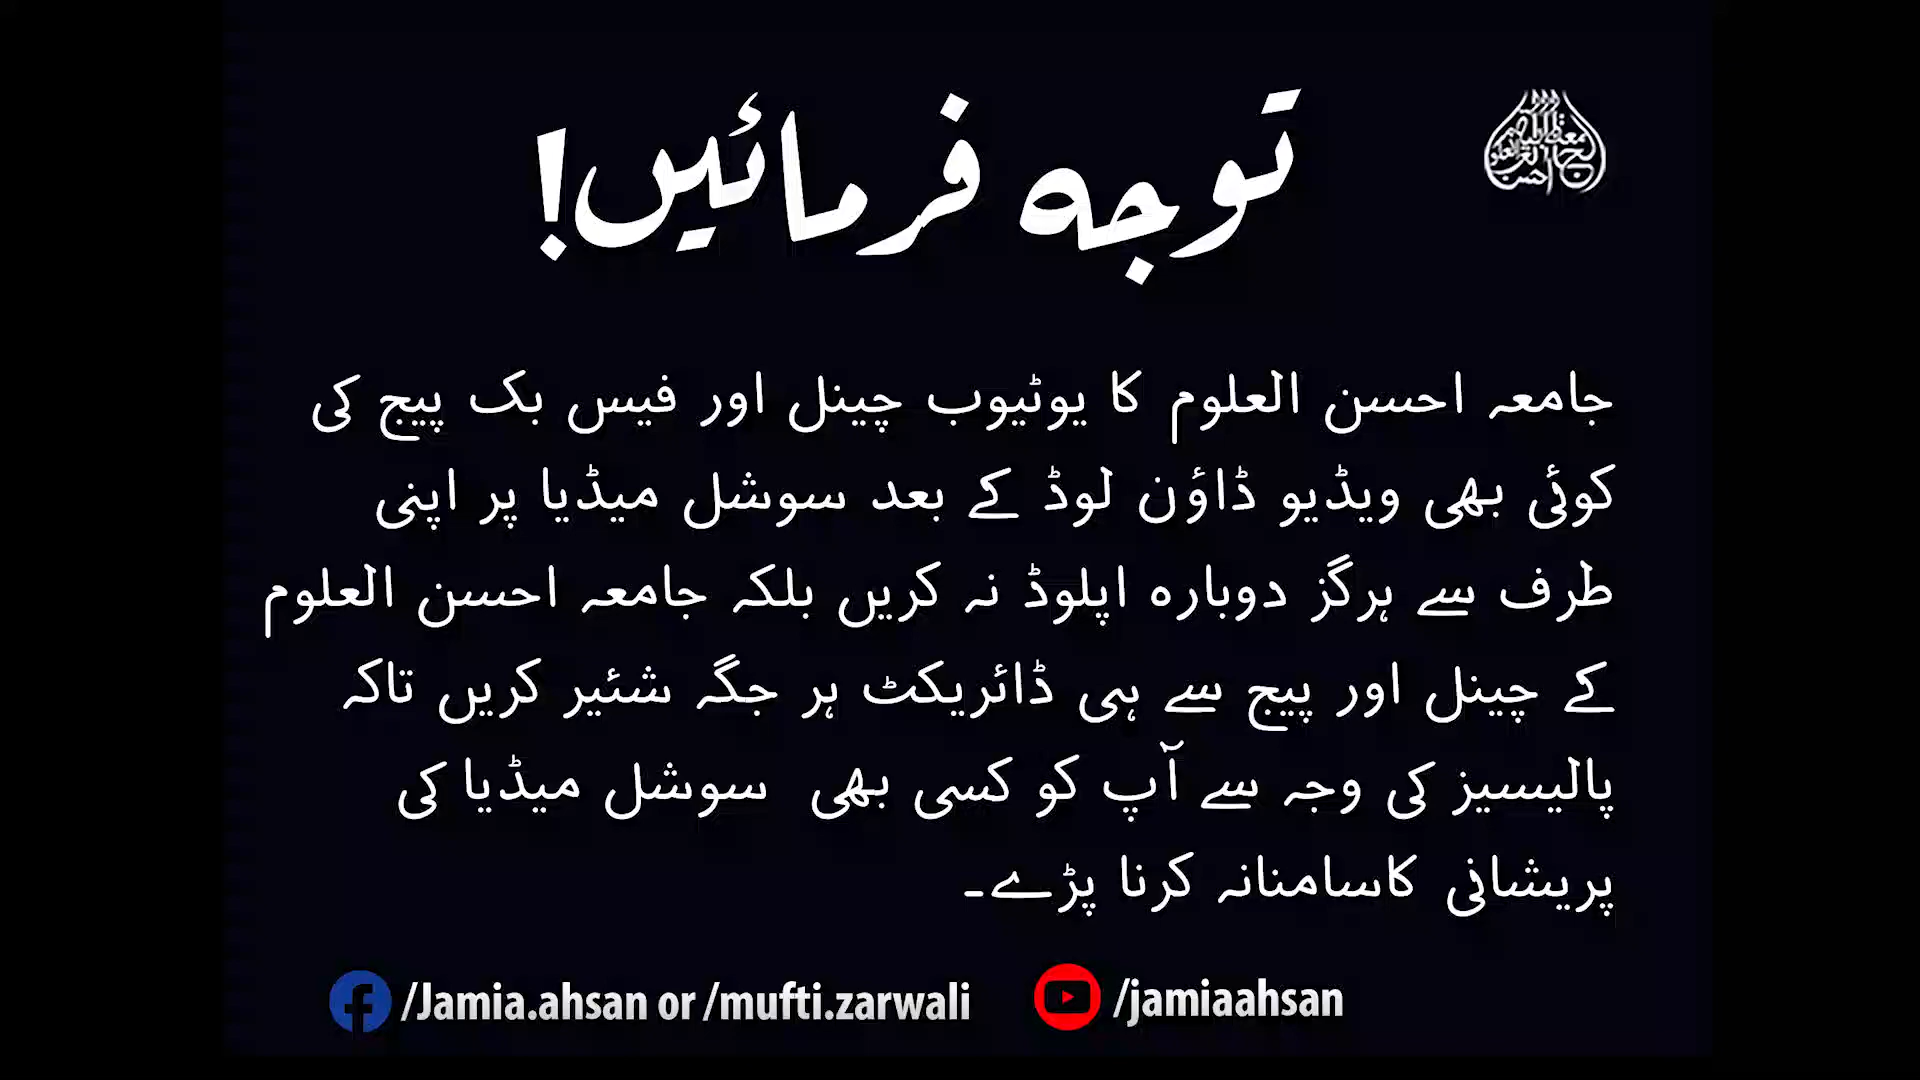 توجہ فرمائیں!
جامعہ احسن العلوم کا یوٹیوب چینل اور فیس بک پیج کی
کوئی بھی ویڈیو ڈاؤن لوڈ کے بعد سوشل میڈیا پر اپنی
طرف سے ہرگز دوبارہ اپلوڈ نہ کریں بلکہ جامعہ احسن العلوم
کے چینل اور پیج سے ہی ڈائریکٹ ہر جگہ شئیر کریں تاکہ
پالیسیز کی وجہ سے آپ کو کسی بھی سوشل میڈیا کی
پریشانی کاسامنانہ کرنا پڑے۔
/Jamia.ahsan or /mufti.zarwali
/jamiaahsan